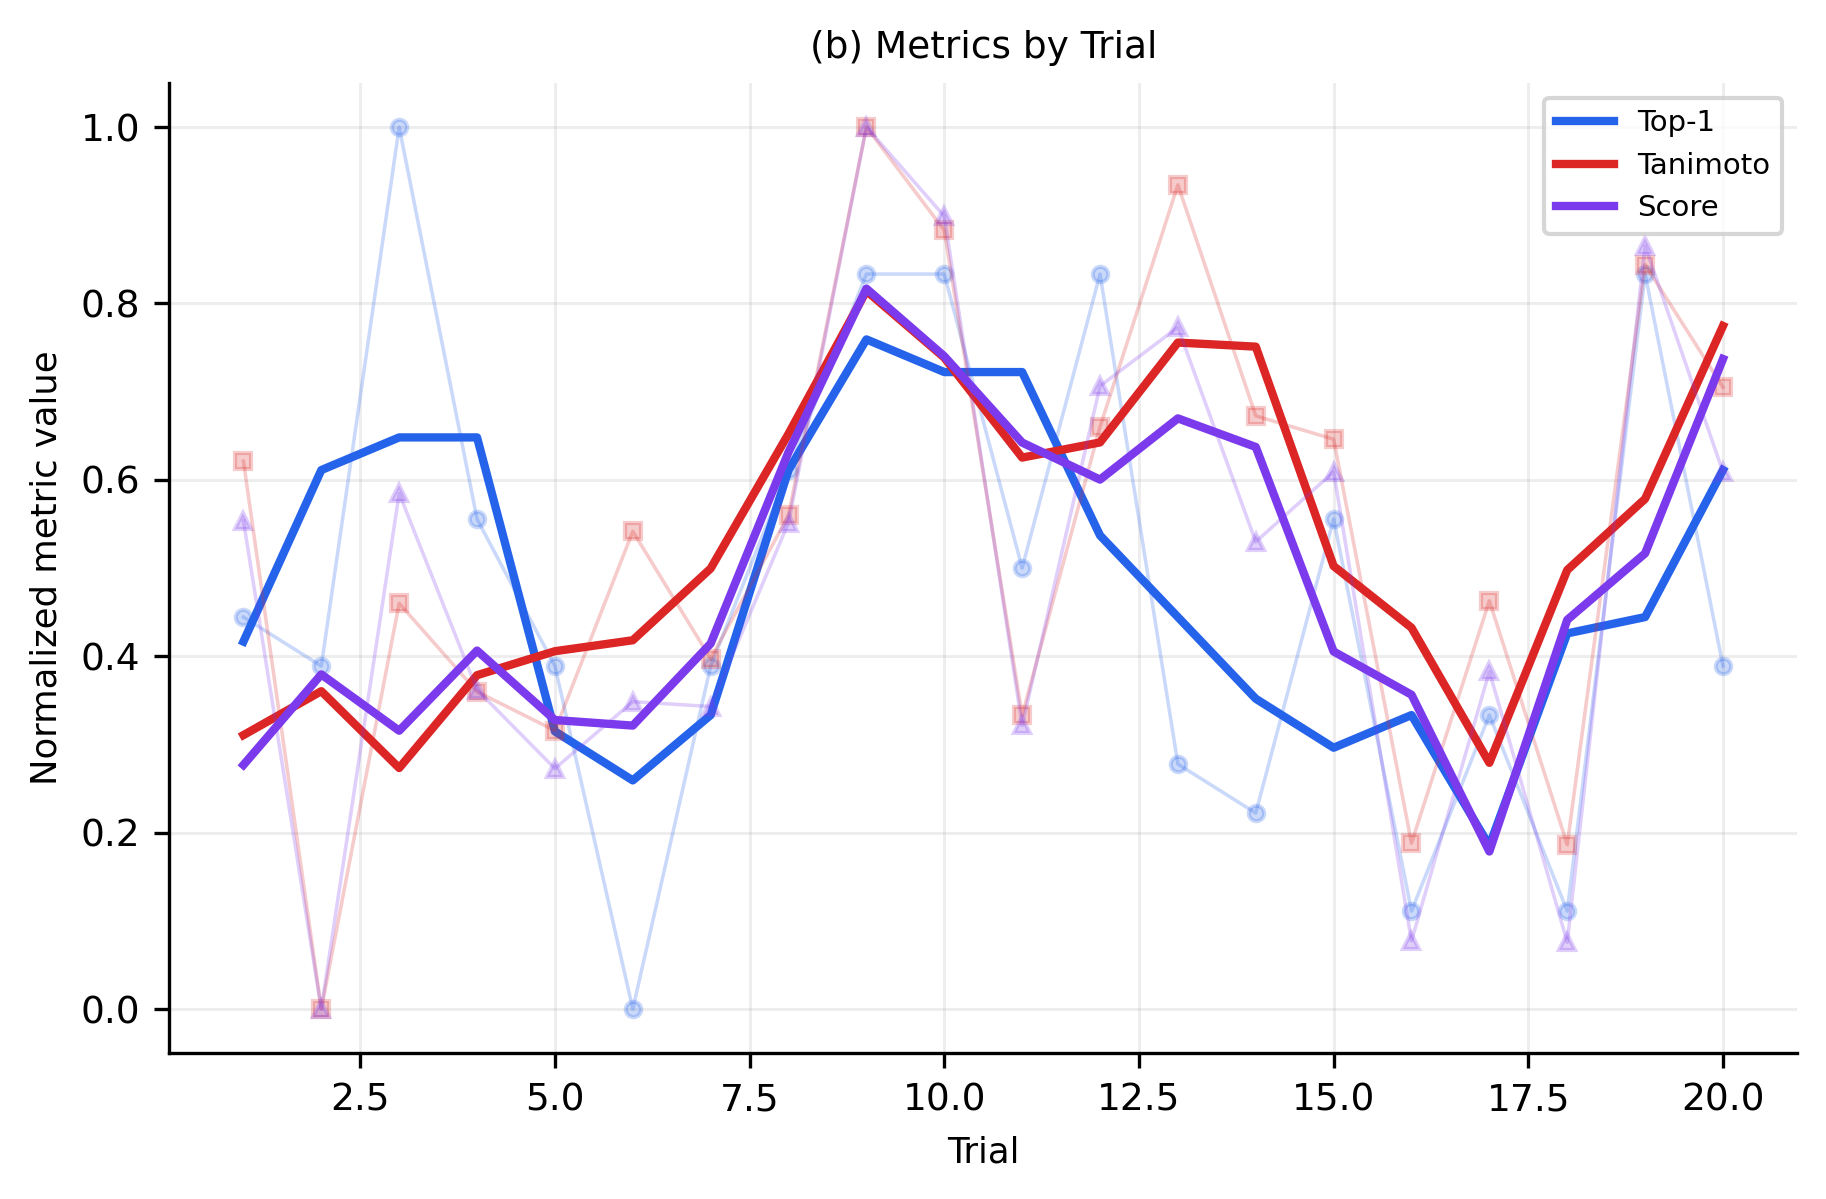 (b) Metrics by Trial
Top-1
Tanimoto
Score
Normalized metric value
1.0
0.8
0.6
0.4
0.2
0.0
2.5 5.0 7.5 10.0 12.5 15.0 17.5 20.0
Trial